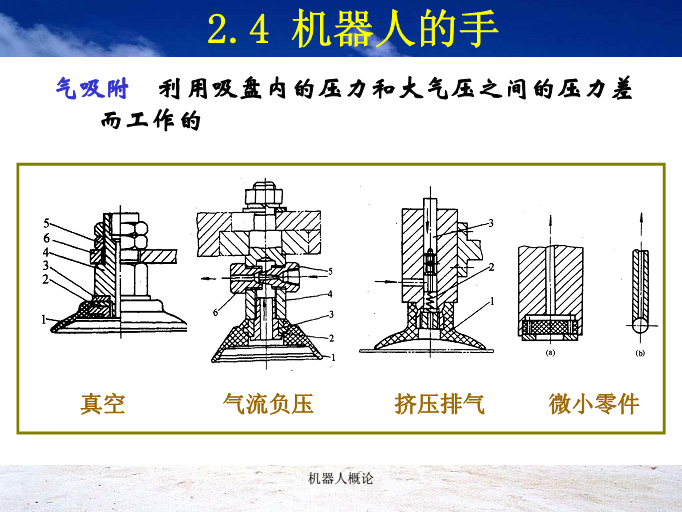 2.4 机器人的手
气吸附 利用吸盘内的压力和大气压之间的压力差
而工作的
5
6
4
3
2
1
5
4
3
2
1
6
3
2
1
(a)
(b)
真空
气流负压
挤压排气
微小零件
机器人概论